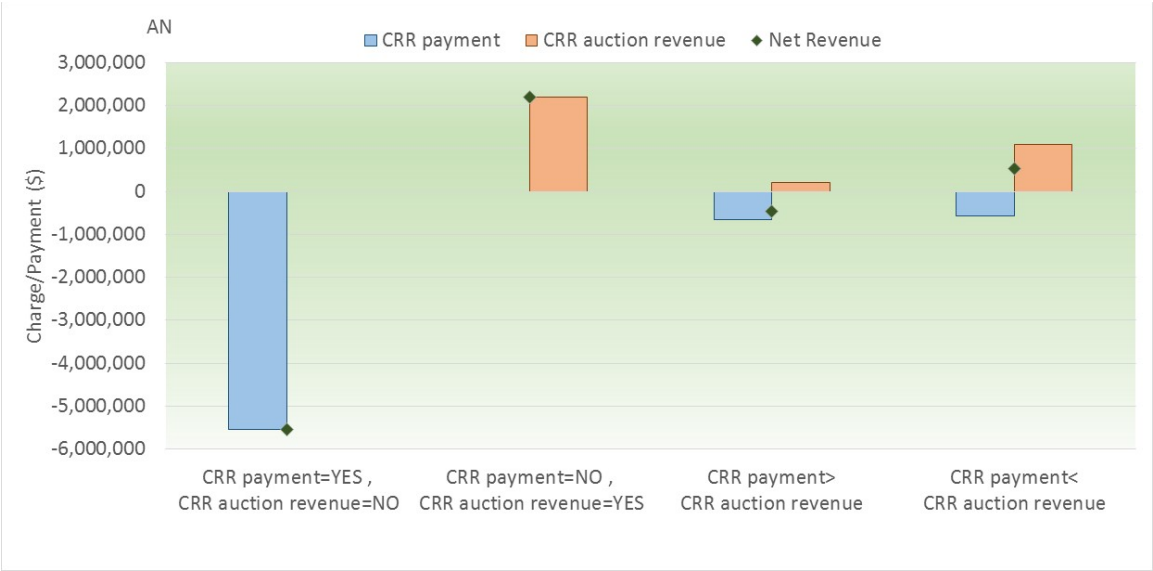 AN
CRR payment CRR auction revenue Net Revenue
Charge/Payment ($)
3,000,000
2,000,000
1,000,000
0
-1,000,000
-2,000,000
-3,000,000
-4,000,000
-5,000,000
-6,000,000
CRR payment=YES ,
CRR auction revenue=NO
CRR payment=NO ,
CRR auction revenue=YES
CRR payment>
CRR auction revenue
CRR payment<
CRR auction revenue